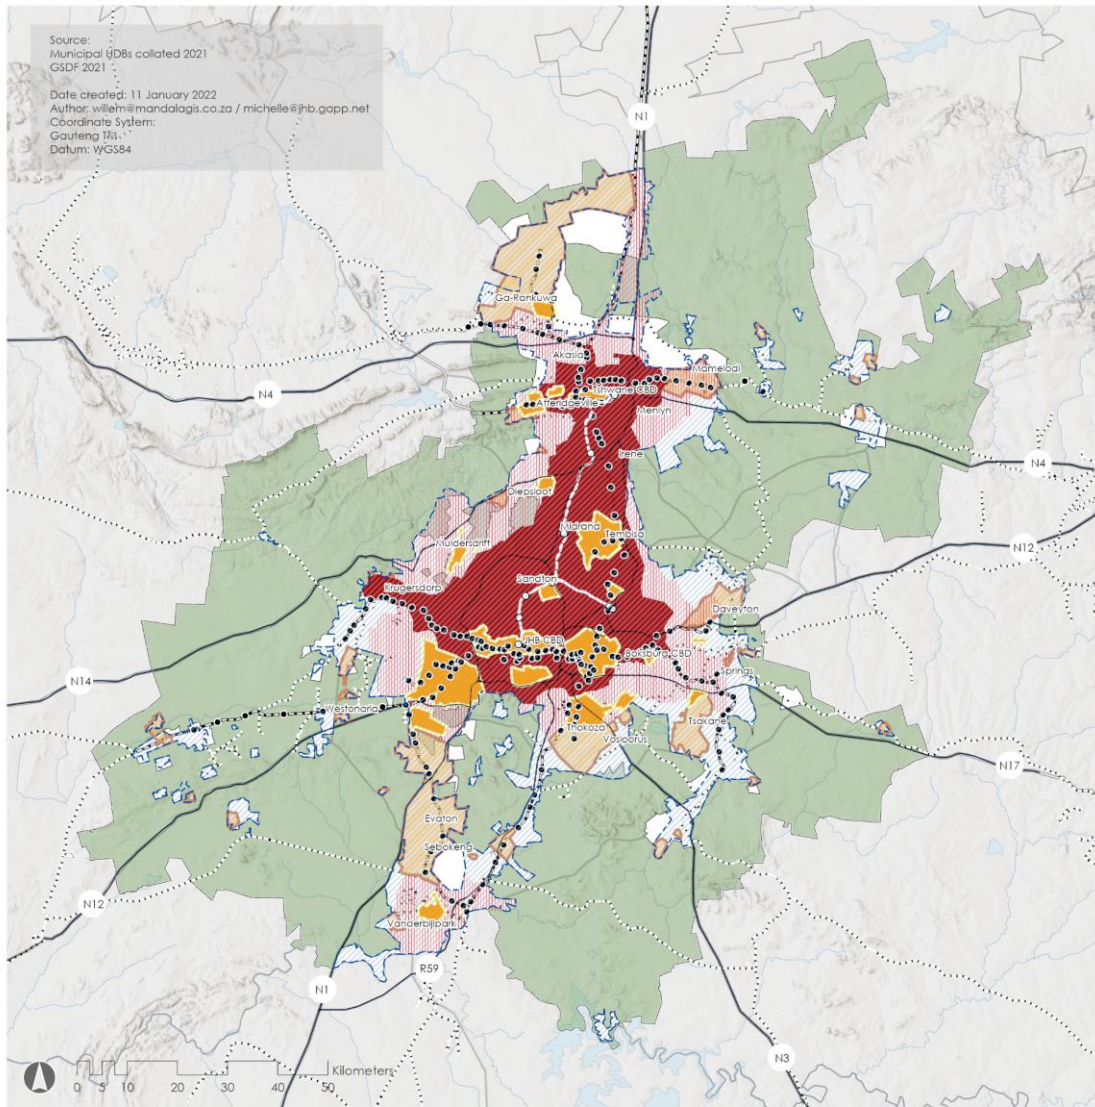 Source:
Municipal UDBs collated 2021
GSDF 2021
Date created: 11 January 2022
Author: willem@mandalagis.co.za / michelle@jhb.gapp.net
Coordinate System:
Gauteng TM
Datum: WGS84
N1
Ga-Rankuwa
Akasia
Mamelodi
N4
Tshwane CBD
Atteridgeville
Menlyn
Irene
N4
Diepsloot
Midrand
Tembisa
Muldersdrift
N12
Sandton
Krugersdorp
Daveyton
JHB CBD
Boksburg CBD
Springs
N14
Westonaria
Tsakane
Thokoza
Vosloorus
N17
Evaton
Sebokeng
N12
Vanderbijlpark
R59
N1
N3
Kilometers
0 5 10 20 30 40 50